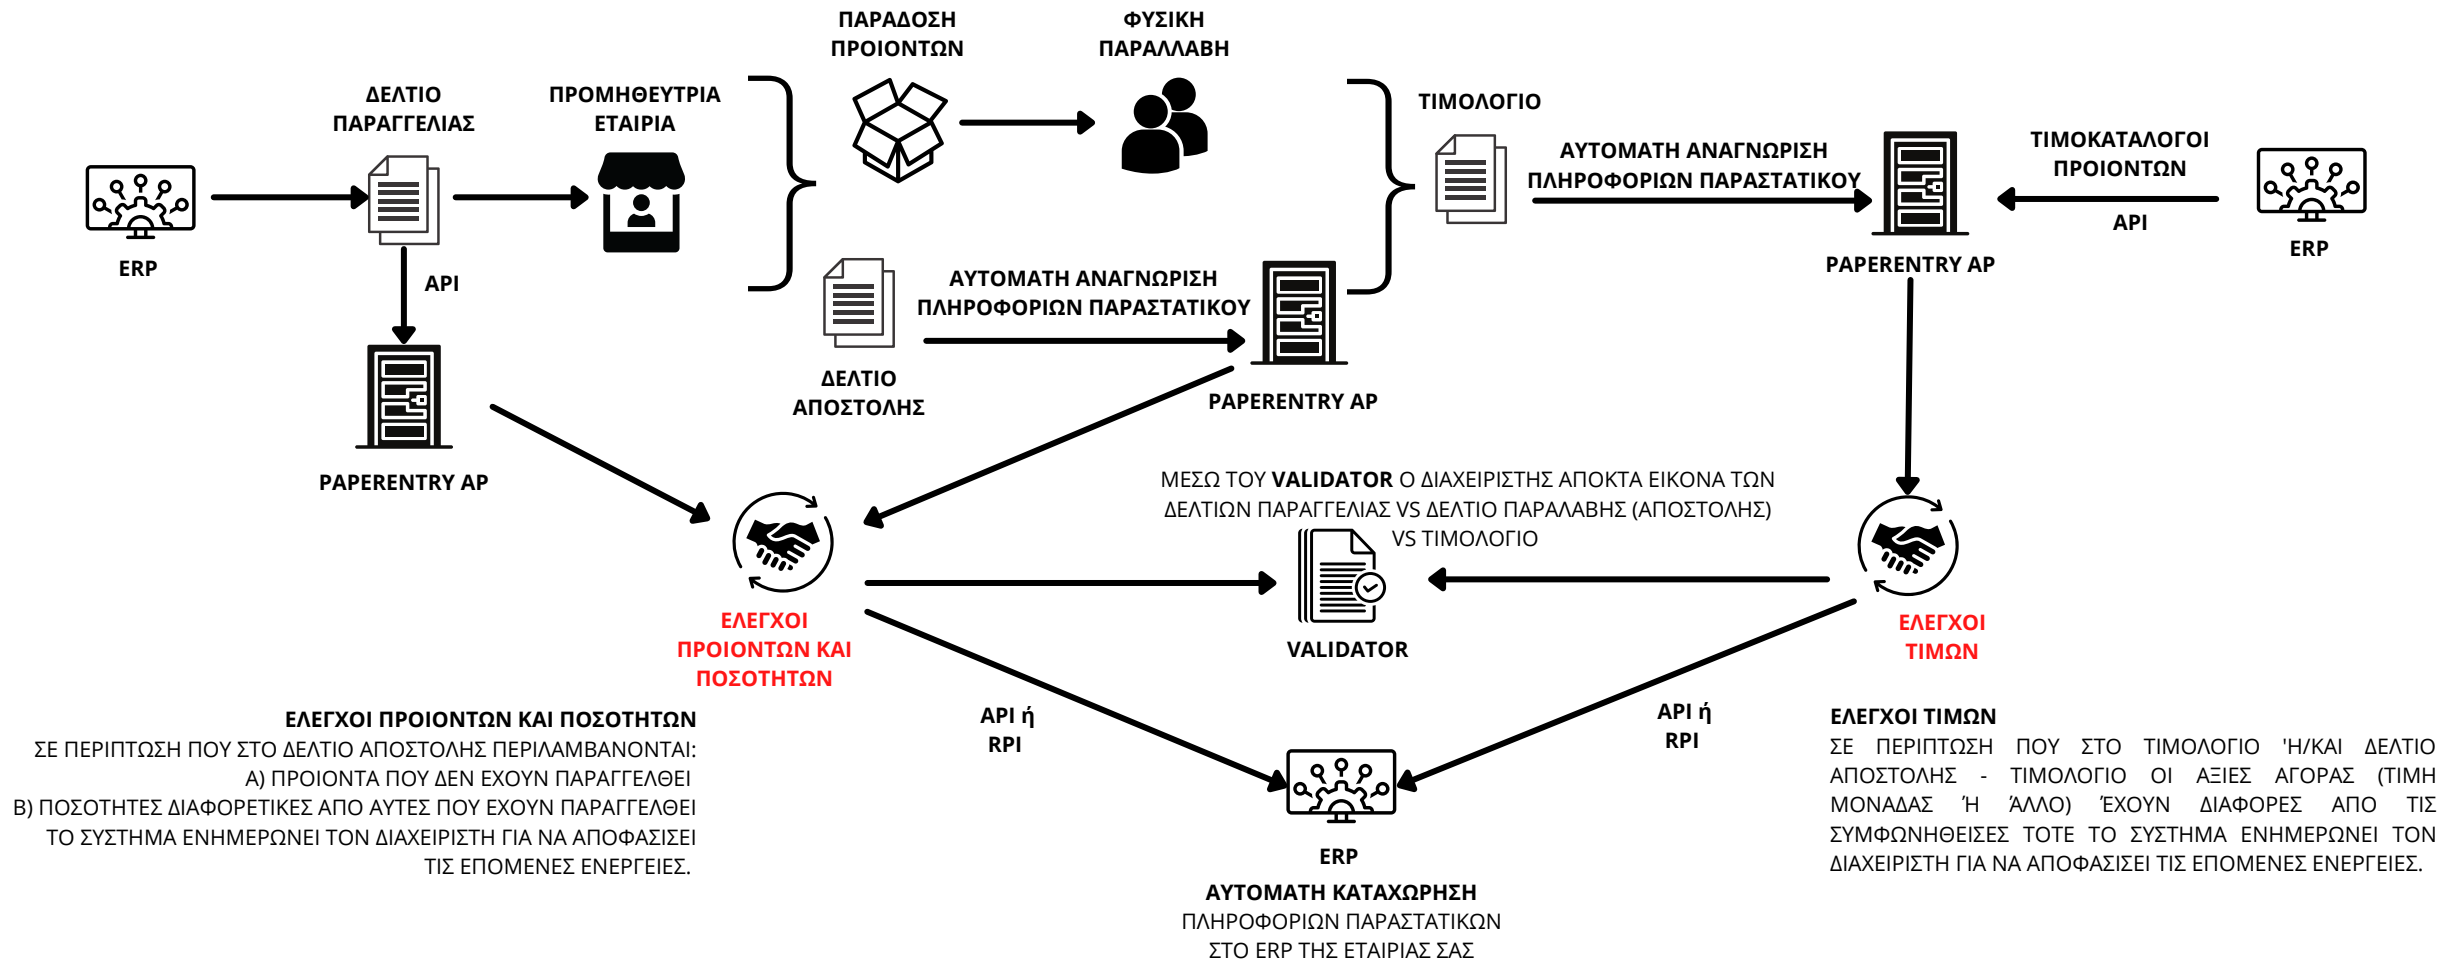 ΠΑΡΑΔΟΣΗ
ΠΡΟΙΟΝΤΩΝ
ΦΥΣΙΚΗ
ΠΑΡΑΛΛΑΒΗ
ΔΕΛΤΙΟ
ΠΑΡΑΓΓΕΛΙΑΣ
ΠΡΟΜΗΘΕΥΤΡΙΑ
ΕΤΑΙΡΙΑ
ΤΙΜΟΛΟΓΙΟ
ΑΥΤΟΜΑΤΗ ΑΝΑΓΝΩΡΙΣΗ
ΠΛΗΡΟΦΟΡΙΩΝ ΠΑΡΑΣΤΑΤΙΚΟΥ
ΤΙΜΟΚΑΤΑΛΟΓΟΙ
ΠΡΟΙΟΝΤΩΝ
API
ERP
ERP
PAPERENTRY AP
API
ΑΥΤΟΜΑΤΗ ΑΝΑΓΝΩΡΙΣΗ
ΠΛΗΡΟΦΟΡΙΩΝ ΠΑΡΑΣΤΑΤΙΚΟΥ
ΔΕΛΤΙΟ
ΑΠΟΣΤΟΛΗΣ
PAPERENTRY AP
PAPERENTRY AP
ΜΕΣΩ ΤΟΥ VALIDATOR Ο ΔΙΑΧΕΙΡΙΣΤΗΣ ΑΠΟΚΤΑ ΕΙΚΟΝΑ ΤΩΝ
ΔΕΛΤΙΩΝ ΠΑΡΑΓΓΕΛΙΑΣ VS ΔΕΛΤΙΟ ΠΑΡΑΛΑΒΗΣ (ΑΠΟΣΤΟΛΗΣ)
VS ΤΙΜΟΛΟΓΙΟ
VALIDATOR
ΕΛΕΓΧΟΙ
ΠΡΟΙΟΝΤΩΝ ΚΑΙ
ΠΟΣΟΤΗΤΩΝ
ΕΛΕΓΧΟΙ
ΤΙΜΩΝ
ΕΛΕΓΧΟΙ ΠΡΟΙΟΝΤΩΝ ΚΑΙ ΠΟΣΟΤΗΤΩΝ
ΣΕ ΠΕΡΙΠΤΩΣΗ ΠΟΥ ΣΤΟ ΔΕΛΤΙΟ ΑΠΟΣΤΟΛΗΣ ΠΕΡΙΛΑΜΒΑΝΟΝΤΑΙ:
Α) ΠΡΟΙΟΝΤΑ ΠΟΥ ΔΕΝ ΕΧΟΥΝ ΠΑΡΑΓΓΕΛΘΕΙ
Β) ΠΟΣΟΤΗΤΕΣ ΔΙΑΦΟΡΕΤΙΚΕΣ ΑΠΟ ΑΥΤΕΣ ΠΟΥ ΕΧΟΥΝ ΠΑΡΑΓΓΕΛΘΕΙ
ΤΟ ΣΥΣΤΗΜΑ ΕΝΗΜΕΡΩΝΕΙ ΤΟΝ ΔΙΑΧΕΙΡΙΣΤΗ ΓΙΑ ΝΑ ΑΠΟΦΑΣΙΣΕΙ
ΤΙΣ ΕΠΟΜΕΝΕΣ ΕΝΕΡΓΕΙΕΣ.
API ή
RPI
API ή
RPI
ΕΛΕΓΧΟΙ ΤΙΜΩΝ
ΣΕ ΠΕΡΙΠΤΩΣΗ ΠΟΥ ΣΤΟ ΤΙΜΟΛΟΓΙΟ 'Η/ΚΑΙ ΔΕΛΤΙΟ
ΑΠΟΣΤΟΛΗΣ - ΤΙΜΟΛΟΓΙΟ ΟΙ ΑΞΙΕΣ ΑΓΟΡΑΣ (ΤΙΜΗ
ΜΟΝΑΔΑΣ Ή ΆΛΛΟ) ΈΧΟΥΝ ΔΙΑΦΟΡΕΣ ΑΠΟ ΤΙΣ
ΣΥΜΦΩΝΗΘΕΙΣΕΣ ΤΟΤΕ ΤΟ ΣΥΣΤΗΜΑ ΕΝΗΜΕΡΩΝΕΙ ΤΟΝ
ΔΙΑΧΕΙΡΙΣΤΗ ΓΙΑ ΝΑ ΑΠΟΦΑΣΙΣΕΙ ΤΙΣ ΕΠΟΜΕΝΕΣ ΕΝΕΡΓΕΙΕΣ.
ERP
ΑΥΤΟΜΑΤΗ ΚΑΤΑΧΩΡΗΣΗ
ΠΛΗΡΟΦΟΡΙΩΝ ΠΑΡΑΣΤΑΤΙΚΩΝ
ΣΤΟ ERP ΤΗΣ ΕΤΑΙΡΙΑΣ ΣΑΣ